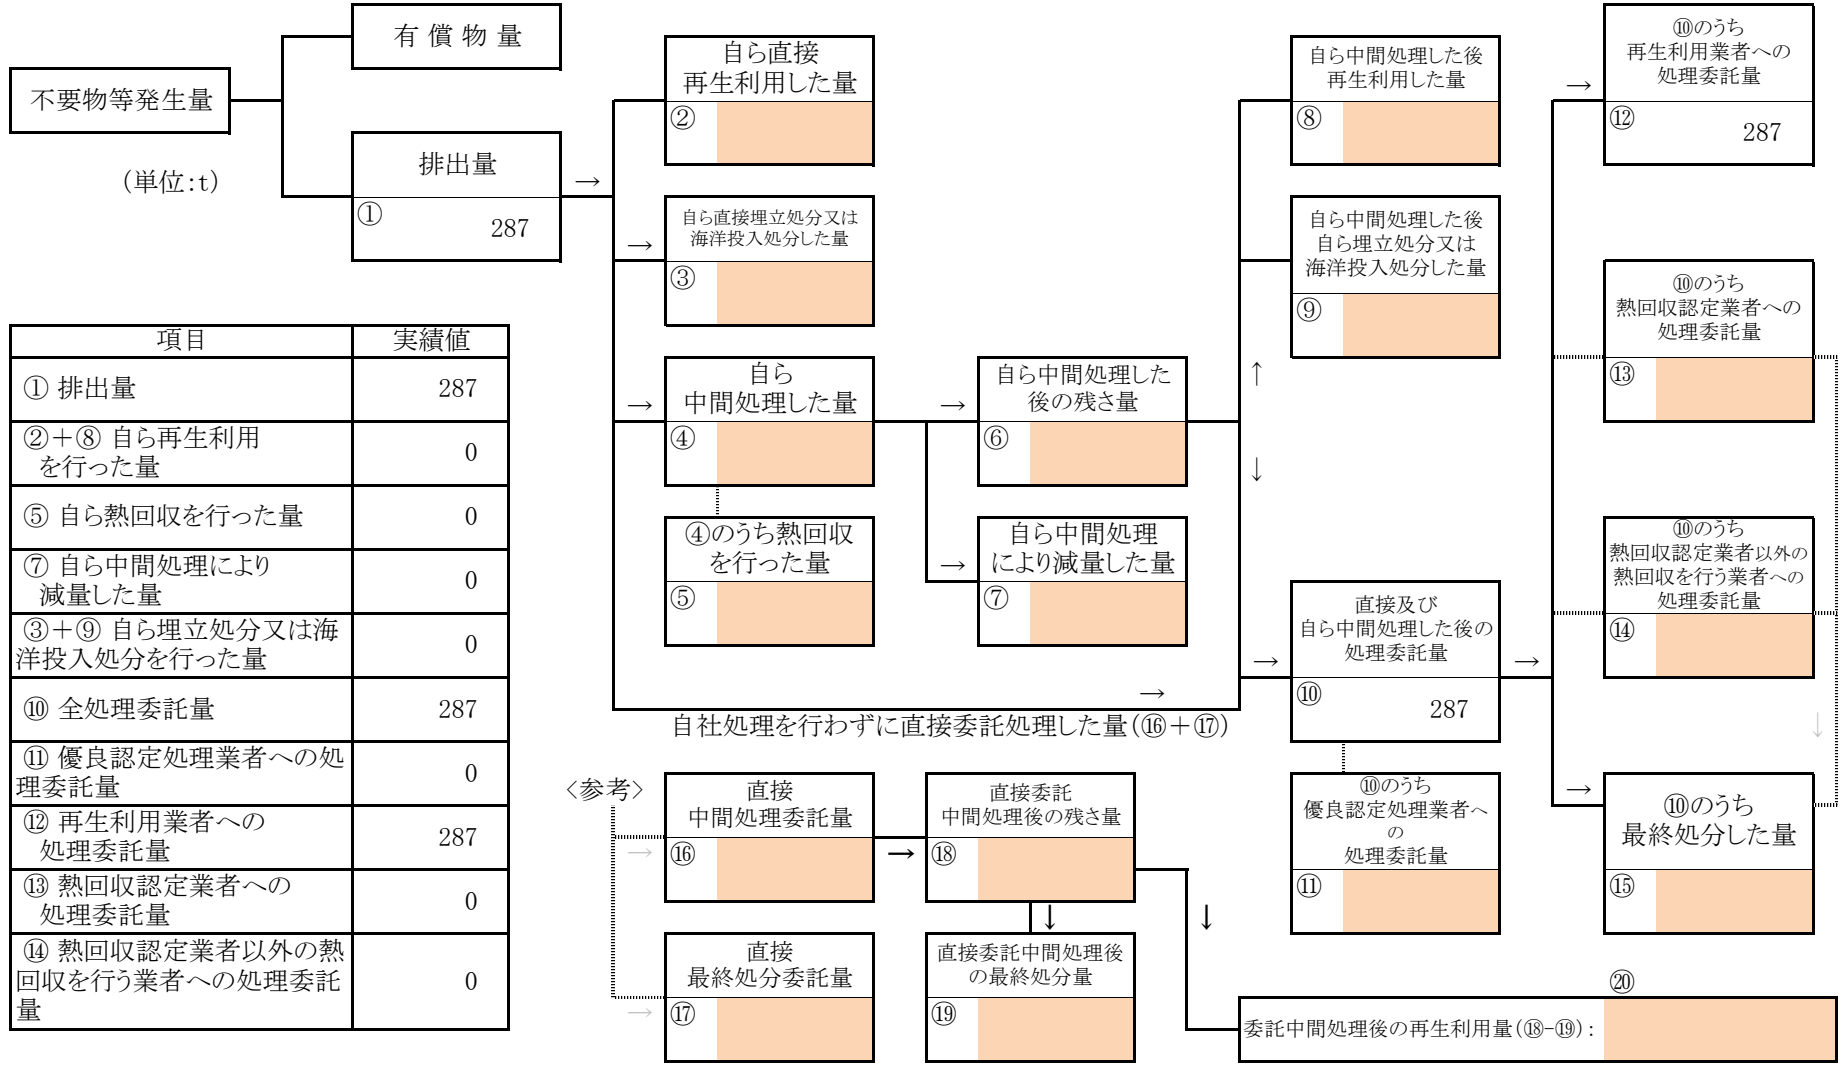 有 償 物 量
不要物等発生量
(単位:t)
排出量
→
①
287
自ら直接
再生利用した量
②
→
自ら直接埋立処分又は
海洋投入処分した量
③
→
自ら
中間処理した量
④
④のうち熱回収
を行った量
⑤
→
自ら中間処理した
後の残さ量
⑥
→
自ら中間処理
により減量した量
⑦
自ら中間処理した後
再生利用した量
⑧
自ら中間処理した後
自ら埋立処分又は
海洋投入処分した量
⑨
↑
↓
→
自社処理を行わずに直接委託処理した量(⑯+⑰)
→
直接及び
自ら中間処理した後の
処理委託量
⑩
287
→
⑩のうち
優良認定処理業者へ
の
処理委託量
⑪
→
⑩のうち
再生利用業者への
処理委託量
⑫
287
⑩のうち
熱回収認定業者への
処理委託量
⑬
⑩のうち
熱回収認定業者以外の
熱回収を行う業者への
処理委託量
⑭
↓
→
⑩のうち
最終処分した量
⑮
項目 実績値
① 排出量 287
②+⑧ 自ら再生利用
を行った量 0
⑤ 自ら熱回収を行った量 0
⑦ 自ら中間処理により
減量した量 0
③+⑨ 自ら埋立処分又は海
洋投入処分を行った量 0
⑩ 全処理委託量 287
⑪ 優良認定処理業者への処
理委託量 0
⑫ 再生利用業者への
処理委託量 287
⑬ 熱回収認定業者への
処理委託量 0
⑭ 熱回収認定業者以外の熱
回収を行う業者への処理委託
量 0
<参考>
→
直接
中間処理委託量
⑯
→
直接委託
中間処理後の残さ量
⑱
→
直接
最終処分委託量
⑰
↓
直接委託中間処理後
の最終処分量
⑲
↓
⑳
委託中間処理後の再生利用量(⑱-⑲):